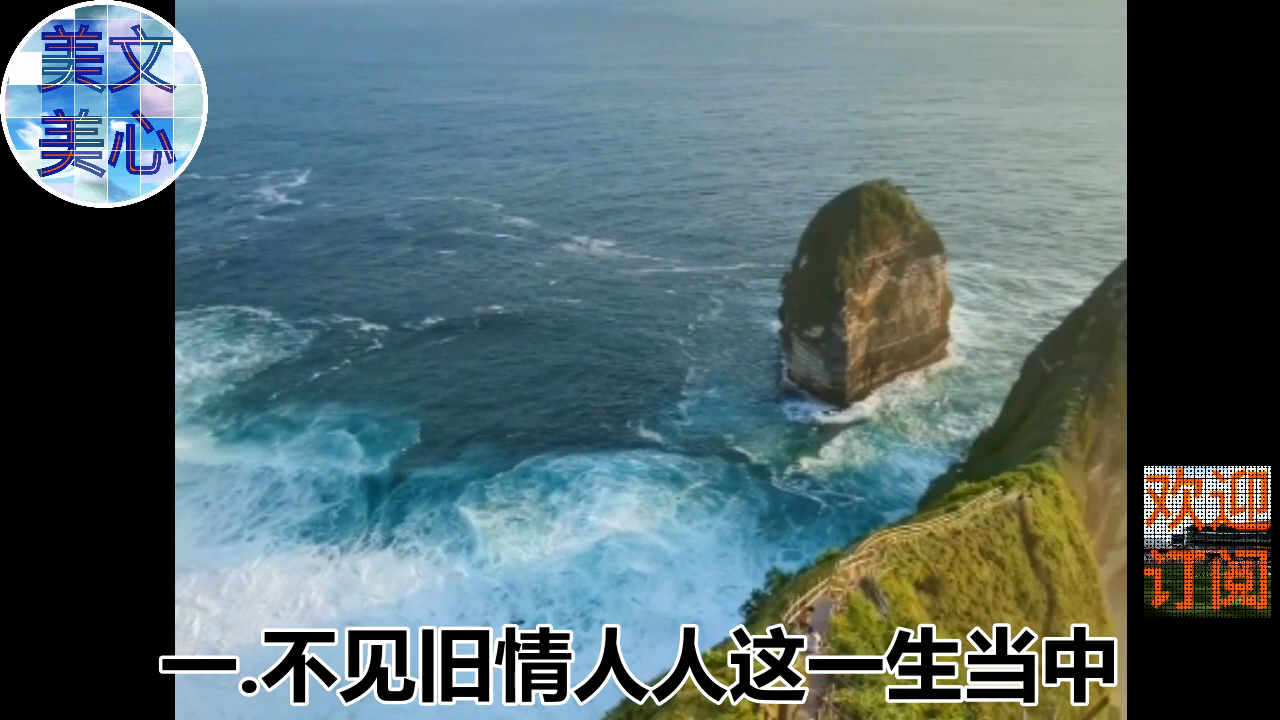 美文
美心
欢迎
订阅
一.不见旧情人人这一生当中